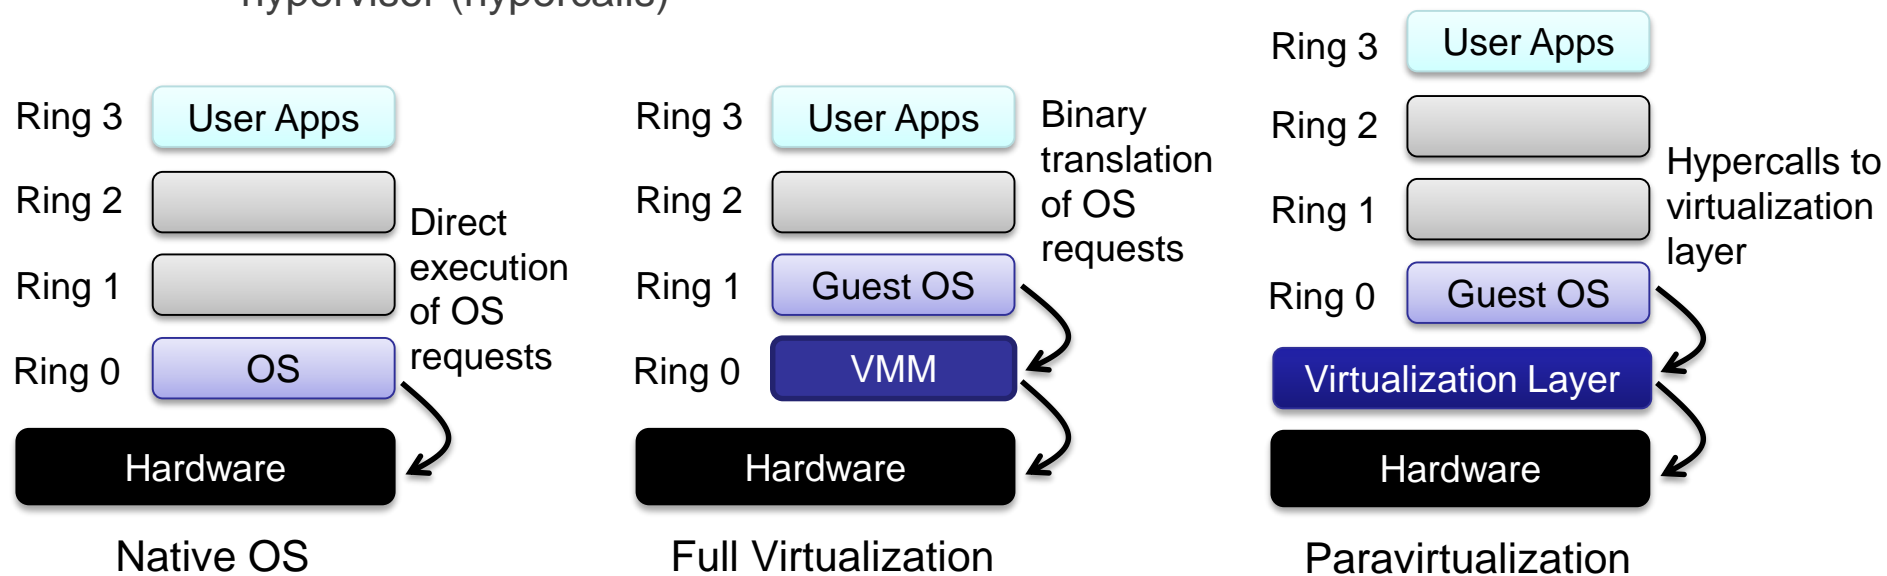 hypervisor (hypercalls)
Ring 3
User Apps
Ring 2
Ring 1
Ring 0
OS
Direct
execution
of OS
requests
Hardware
Native OS
Ring 3
User Apps
Ring 2
Ring 1
Guest OS
Ring 0
VMM
Binary
translation
of OS
requests
Hardware
Full Virtualization
Ring 3
User Apps
Ring 2
Ring 1
Ring 0
Guest OS
Hypercalls to
virtualization
layer
Virtualization Layer
Hardware
Paravirtualization